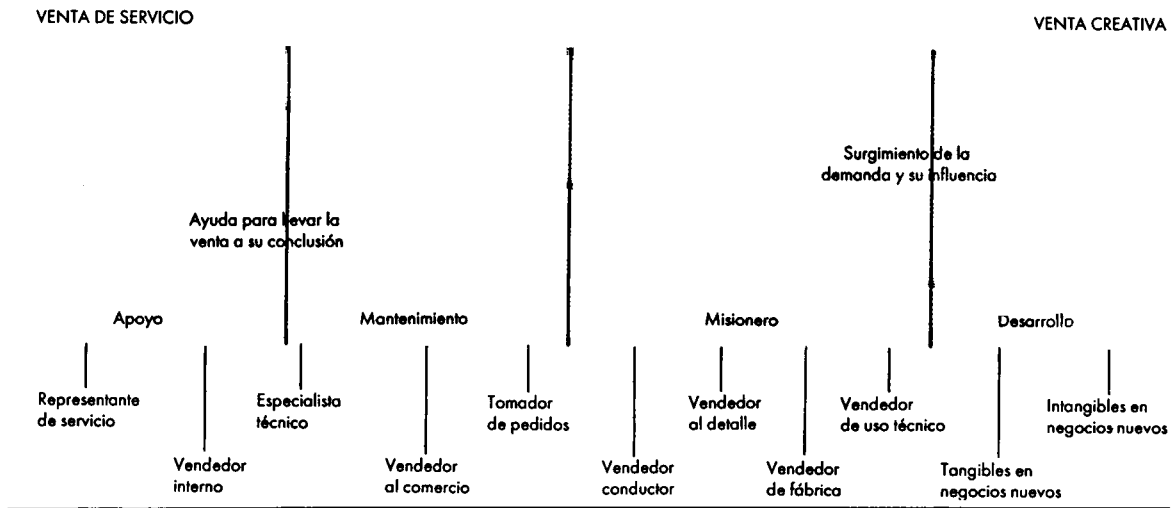 VENTA DE SERVICIO
VENTA CREATIVA
Surgimiento de la
demanda y su influencia
Ayuda para llevar la
venta a su conclusión
Apoyo
Mantenimiento
Misionero
Desarrollo
Representante
de servicio
Especialista
técnico
Tomador
de pedidos
Vendedor
al detalle
Vendedor
de uso técnico
Intangibles en
negocios nuevos
Vendedor
interno
Vendedor
al comercio
Vendedor
conductor
Vendedor
de fábrica
Tangibles en
negocios nuevos